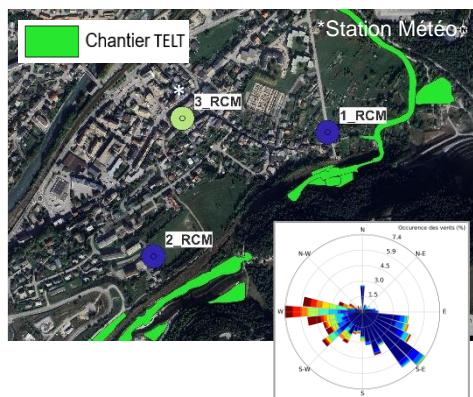 *Station Météo
Chantier TELT
*
3_RCM
1_RCM
2_RCM
Occurence des vents (%)
N
7.4
N-W
N-E
5.9
4.5
3.0
1.5
W
E
S-W
S-E
S